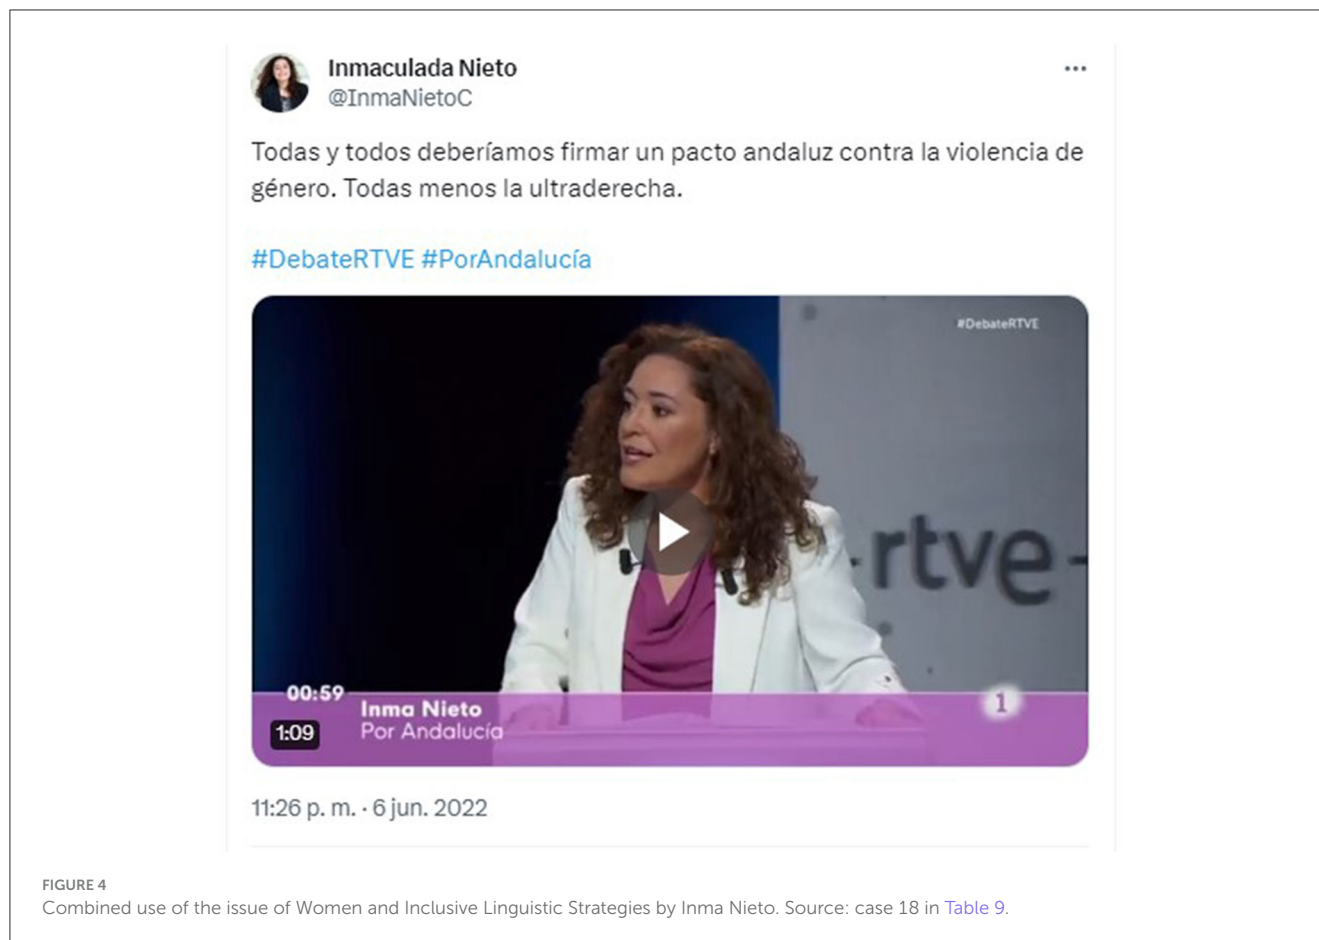 Inmaculada Nieto
@InmaNietoC
Todas y todos deberíamos firmar un pacto andaluz contra la violencia de
género. Todas menos la ultraderecha.
#DebateRTVE #PorAndalucía
#DebateRTVE
rtve
00:59
Inma Nieto
1
1:09
Por Andalucía
11:26 p. m. · 6 jun. 2022
FIGURE 4
Combined use of the issue of Women and Inclusive Linguistic Strategies by Inma Nieto. Source: case 18 in Table 9.